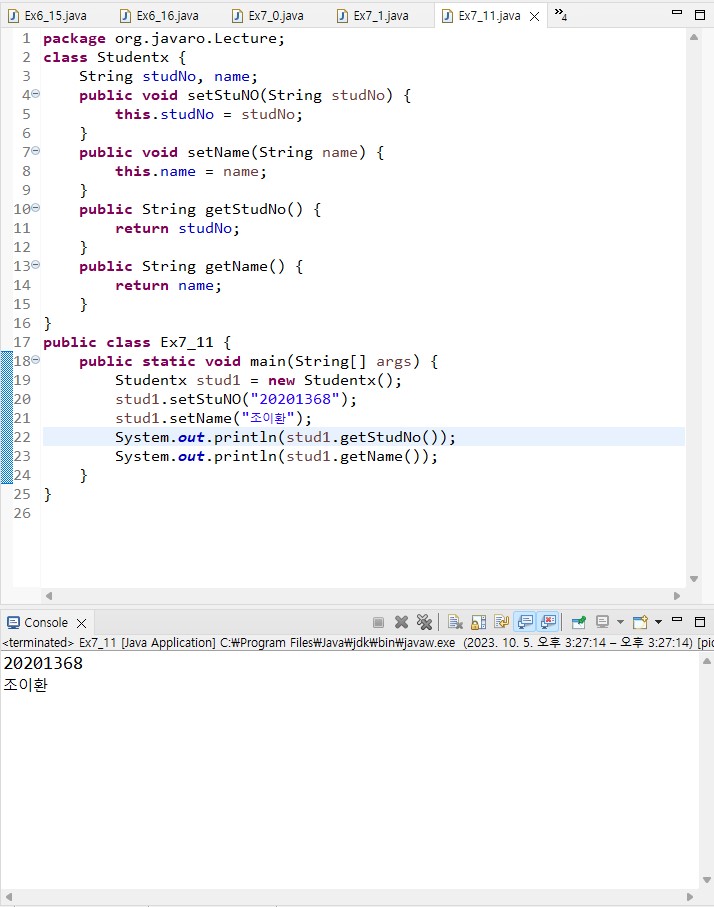 Ex6_15.java Ex6_16.java Ex7_0.java Ex7_1.java Ex7_11.java »4
1 package org.javaro.Lecture;
2 class Studentx {
3     String studNo, name;
4     public void setStuNO(String studNo) {
5         this.studNo = studNo;
6     }
7     public void setName(String name) {
8         this.name = name;
9     }
10     public String getStudNo() {
11         return studNo;
12     }
13     public String getName() {
14         return name;
15     }
16 }
17 public class Ex7_11 {
18     public static void main(String[] args) {
19         Studentx stud1 = new Studentx();
20         stud1.setStuNO("20201368");
21         stud1.setName("조이환");
22         System.out.println(stud1.getStudNo());
23         System.out.println(stud1.getName());
24     }
25 }
26
Console
<terminated> Ex7_11 [Java Application] C:₩Program Files₩Java₩jdk₩bin₩javaw.exe (2023. 10. 5. 오후 3:27:14 – 오후 3:27:14) [pid
20201368
조이환